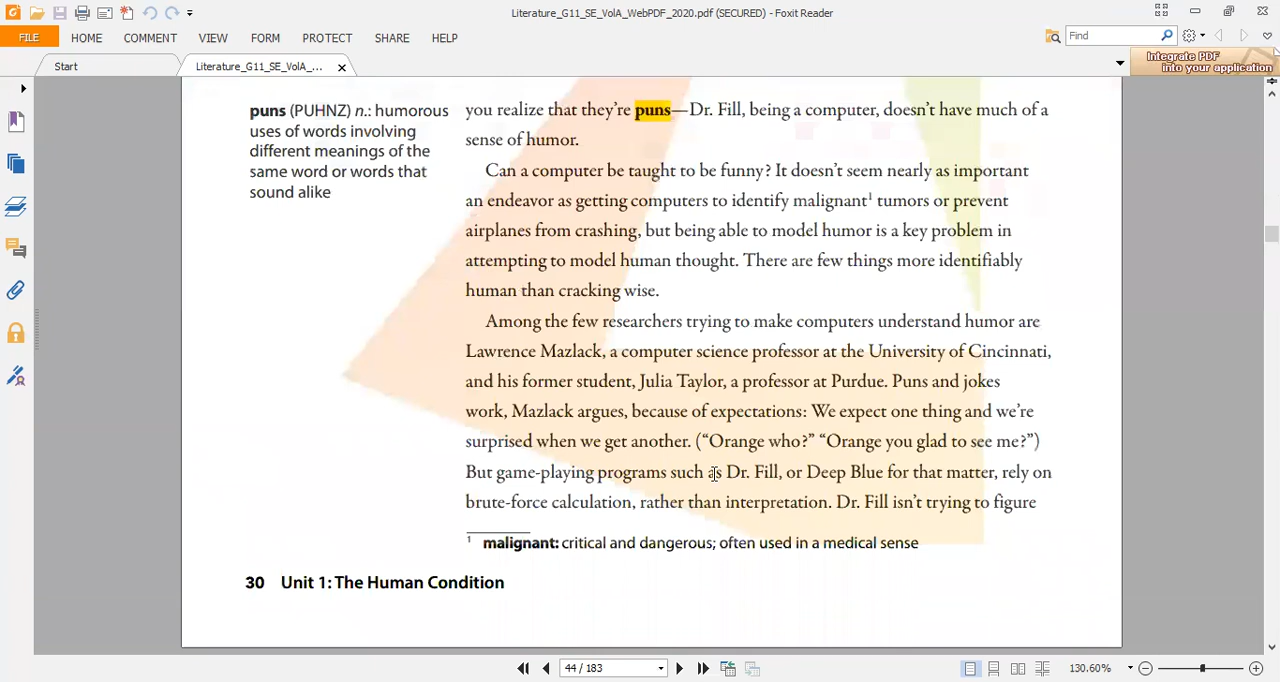 Literature_G11_SE_VolA_WebPDF_2020.pdf (SECURED) - Foxit Reader
FILE HOME COMMENT VIEW FORM PROTECT SHARE HELP
Find
Start Literature_G11_SE_VolA_...
Integrate PDF
into your application
puns (PUHNZ) n.: humorous
uses of words involving
different meanings of the
same word or words that
sound alike
you realize that they're puns—Dr. Fill, being a computer, doesn't have much of a
sense of humor.
Can a computer be taught to be funny? It doesn't seem nearly as important
an endeavor as getting computers to identify malignant¹ tumors or prevent
airplanes from crashing, but being able to model humor is a key problem in
attempting to model human thought. There are few things more identifiably
human than cracking wise.
Among the few researchers trying to make computers understand humor are
Lawrence Mazlack, a computer science professor at the University of Cincinnati,
and his former student, Julia Taylor, a professor at Purdue. Puns and jokes
work, Mazlack argues, because of expectations: We expect one thing and we're
surprised when we get another. ("Orange who?" "Orange you glad to see me?")
But game-playing programs such as Dr. Fill, or Deep Blue for that matter, rely on
brute-force calculation, rather than interpretation. Dr. Fill isn't trying to figure
¹ malignant: critical and dangerous; often used in a medical sense
30 Unit 1: The Human Condition
44 / 183
130.60%